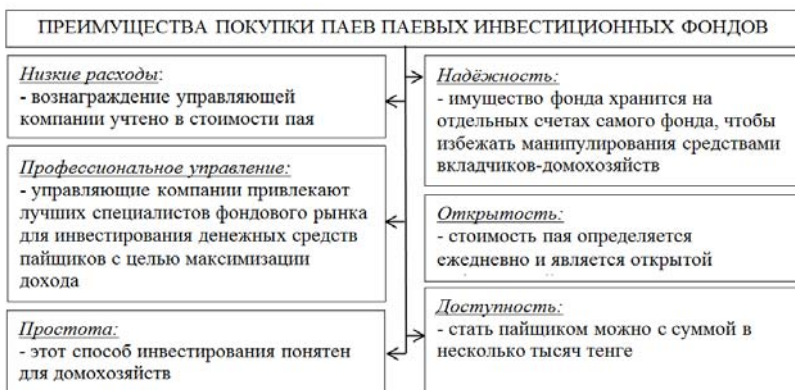 ПРЕИМУЩЕСТВА ПОКУПКИ ПАЕВ ПАЕВЫХ ИНВЕСТИЦИОННЫХ ФОНДОВ
Низкие расходы:
- вознаграждение управляющей
компании учтено в стоимости пая
Профессиональное управление:
- управляющие компании привлекают
лучших специалистов фондового рынка
для инвестирования денежных средств
пайщиков с целью максимизации
дохода
Простота:
- этот способ инвестирования понятен
для домохозяйств
Надёжность:
- имущество фонда хранится на
отдельных счетах самого фонда, чтобы
избежать манипулирования средствами
вкладчиков-домохозяйств
Открытость:
- стоимость пая определяется
ежедневно и является открытой
Доступность:
- стать пайщиком можно с суммой в
несколько тысяч тенге